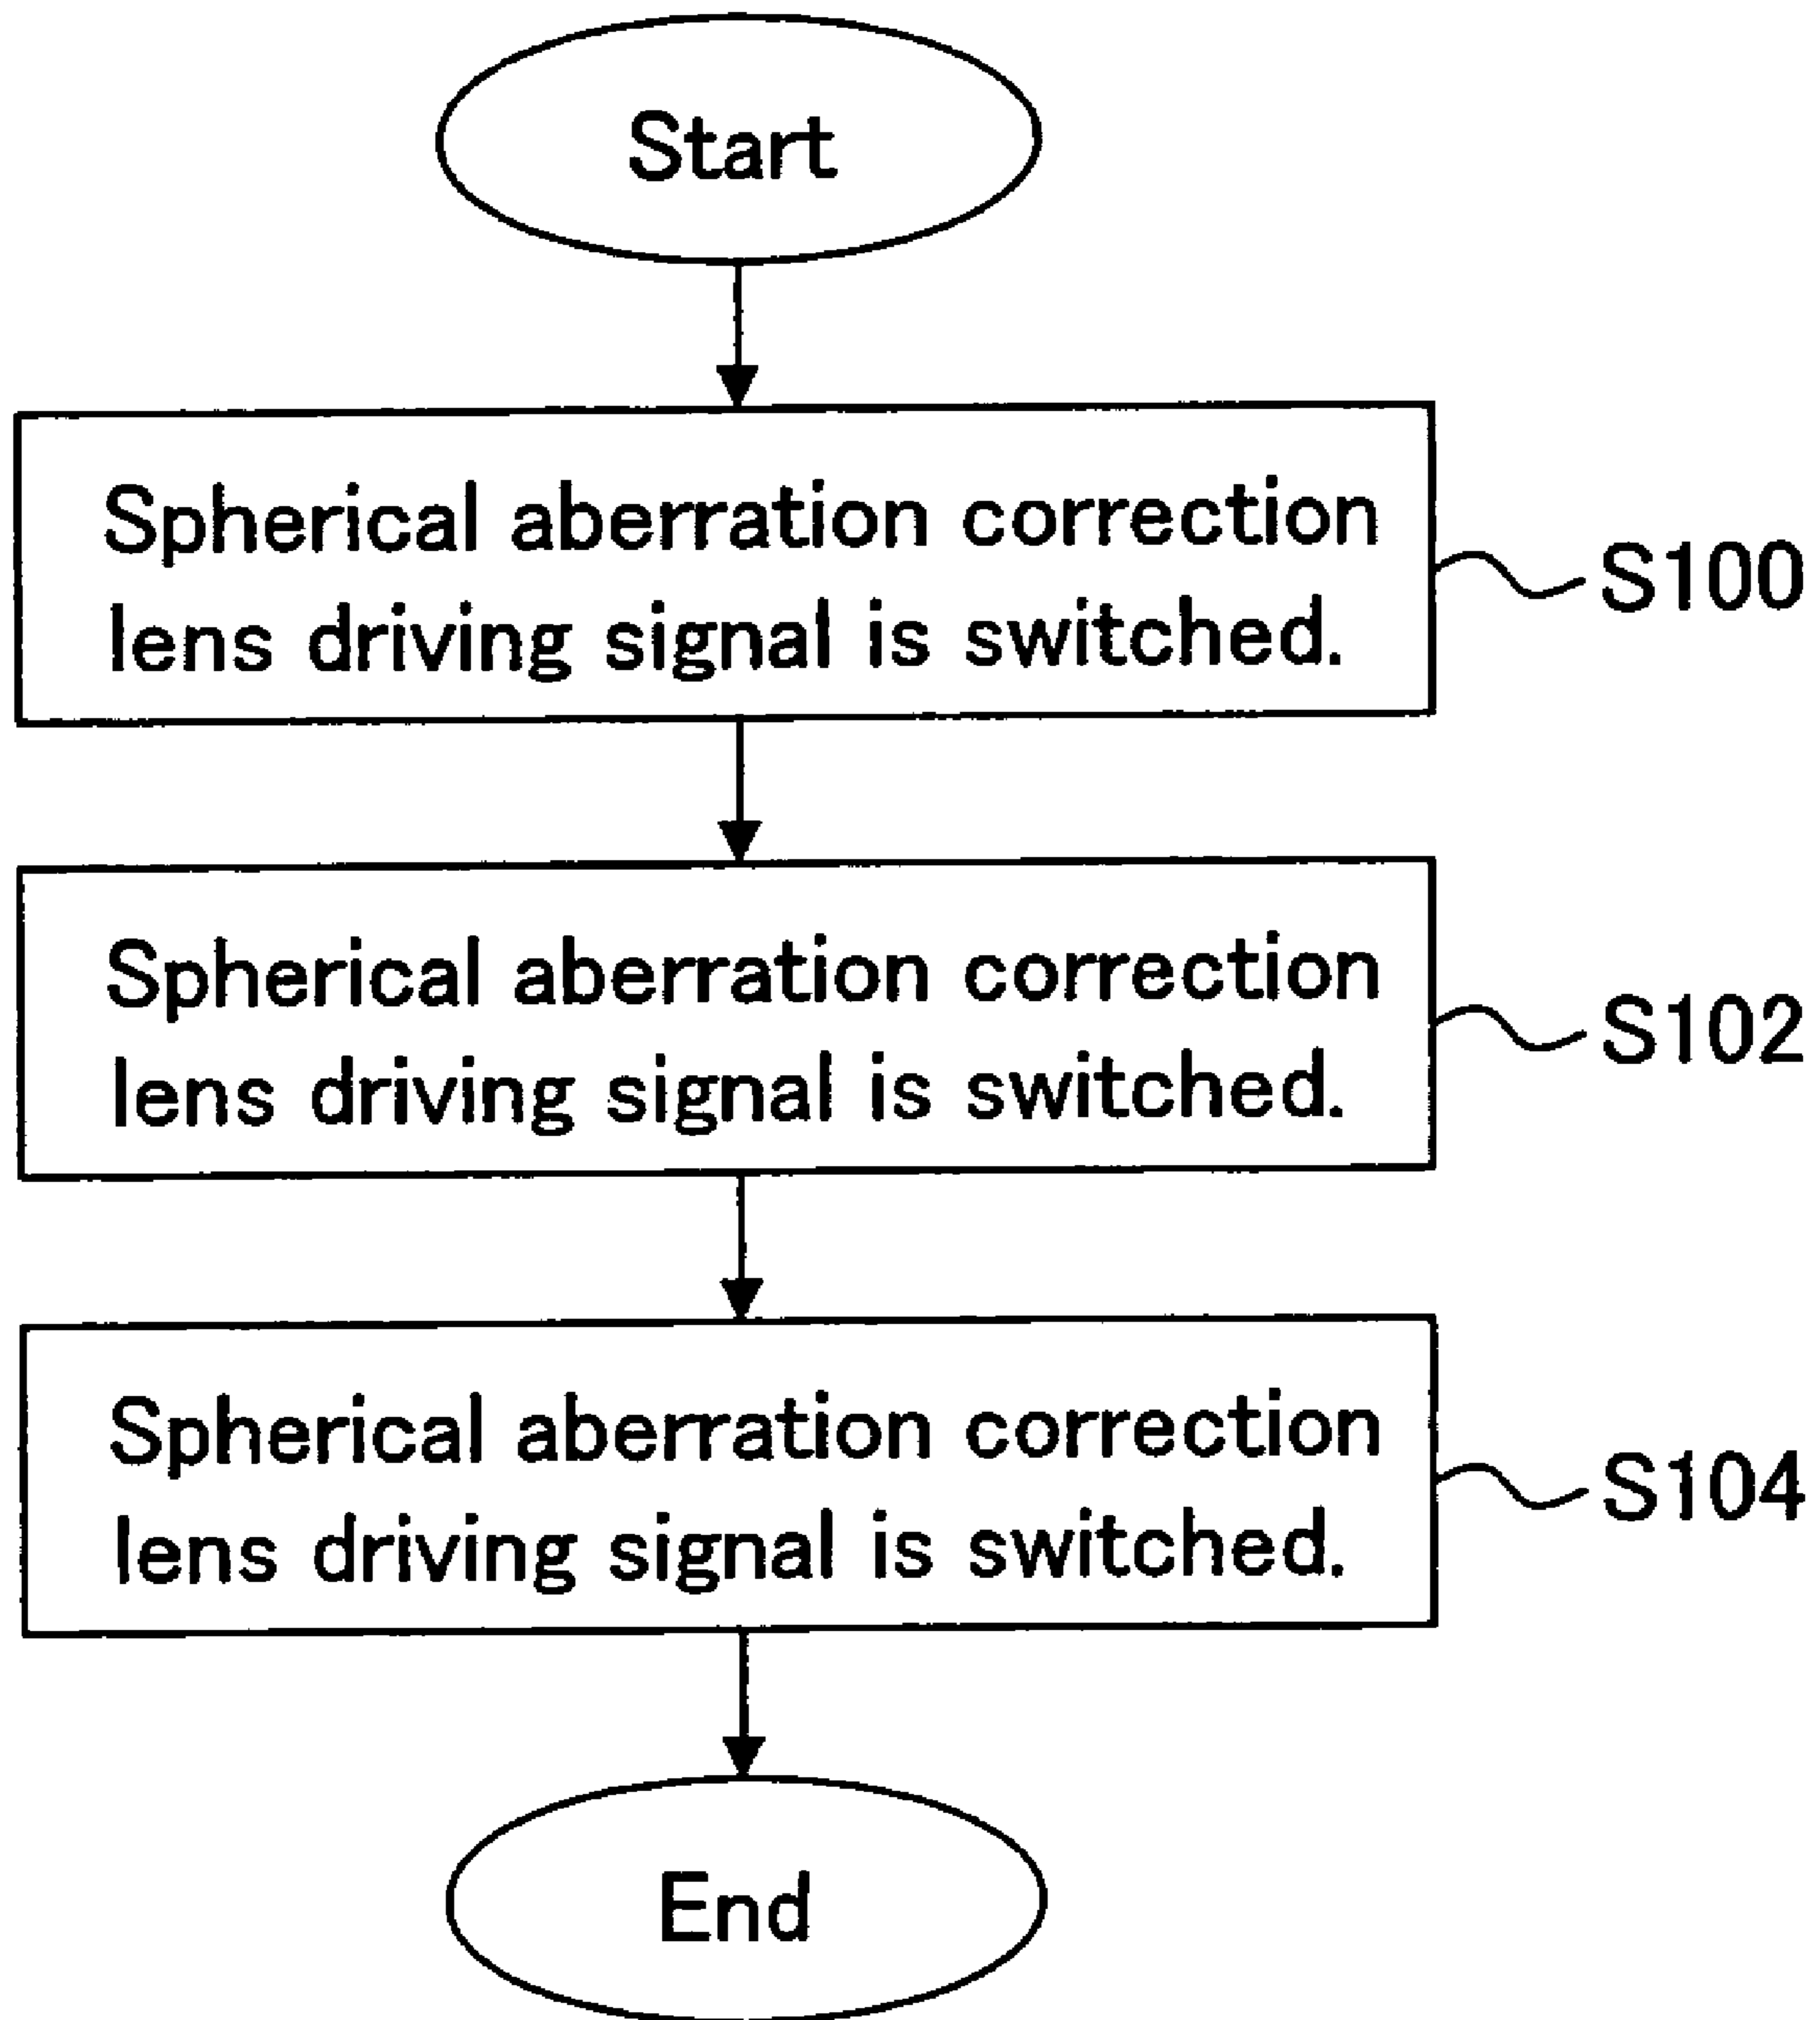 Start
Spherical aberration correction
lens driving signal is switched.
S100
Spherical aberration correction
lens driving signal is switched.
S102
Spherical aberration correction
lens driving signal is switched.
S104
End